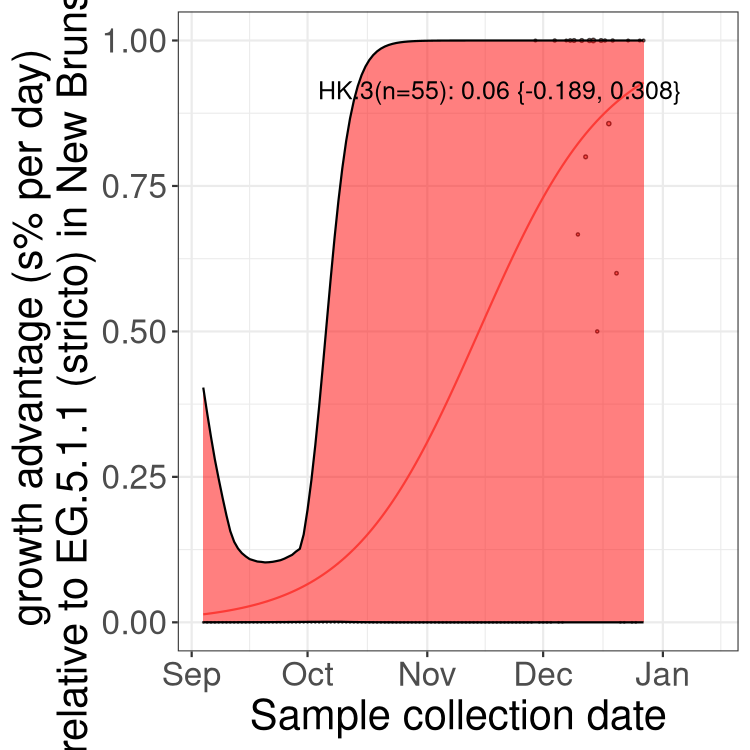 growth advantage (s% per day)
relative to EG.5.1.1 (stricto) in New Bruns
1.00
0.75
0.50
0.25
0.00
HK.3(n=55): 0.06 {-0.189, 0.308}
Sep Oct Nov Dec Jan
Sample collection date